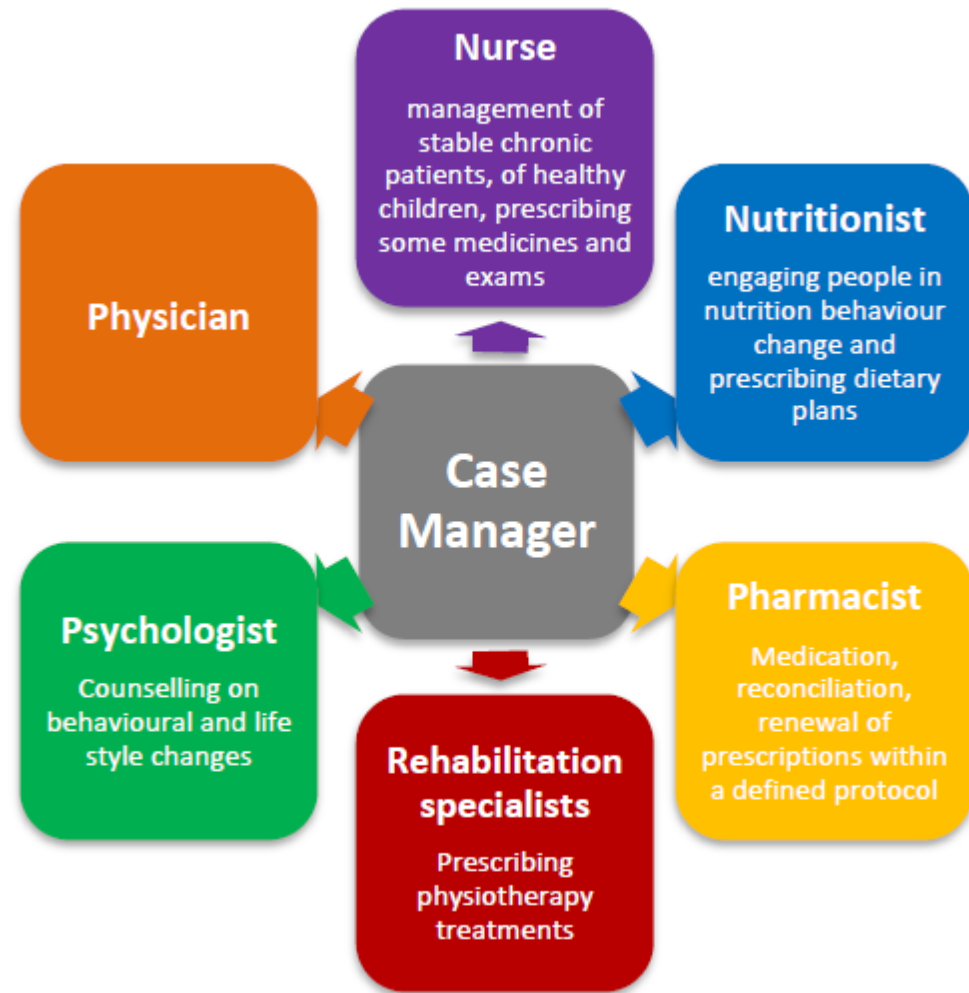 Nurse
management of
stable chronic
patients, of healthy
children, prescribing
some medicines and
exams
Nutritionist
engaging people in
nutrition behaviour
change and
prescribing dietary
plans
Physician
Case
Manager
Psychologist
Counselling on
behavioural and life
style changes
Pharmacist
Medication,
reconciliation,
renewal of
prescriptions within
a defined protocol
Rehabilitation
specialists
Prescribing
physiotherapy
treatments